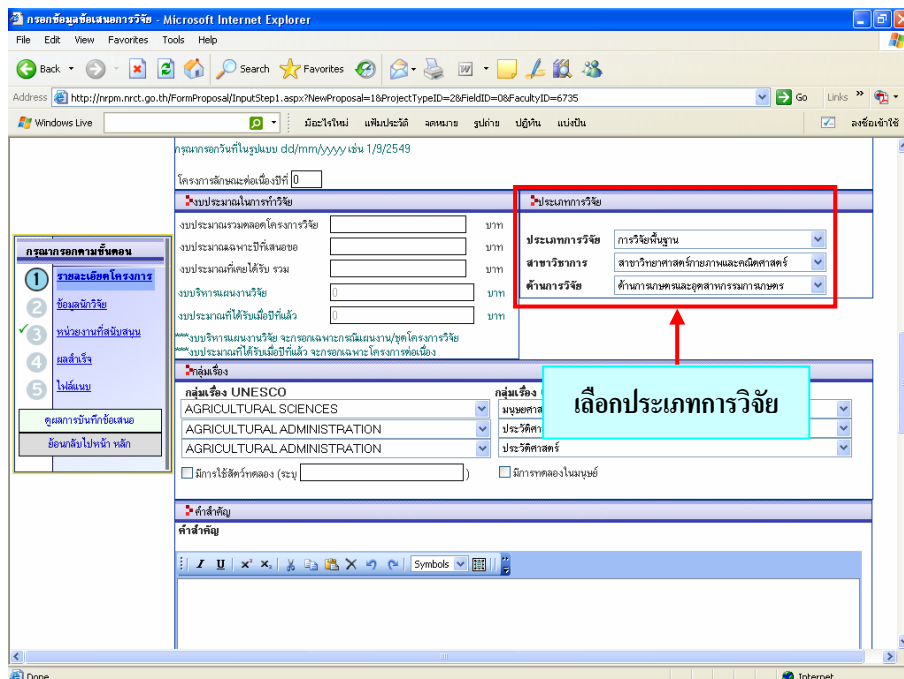 กรอกข้อมูลข้อเสนอการวิจัย - Microsoft Internet Explorer
File Edit View Favorites Tools Help
Back Search Favorites
Address http://nrpm.nrct.go.th/FormProposal/InputStep1.aspx?NewProposal=1&ProjectTypeID=2&FieldID=0&FacultyID=6735 Go Links »
Windows Live มีอะไรใหม่ แฟ้มประวัติ จดหมาย รูปถ่าย ปฏิทิน แบ่งปัน ลงชื่อเข้าใช้
กรุณากรอกวันที่ในรูปแบบ dd/mm/yyyy เช่น 1/9/2549
โครงการลักษณะต่อเนื่องปีที่ 0
งบประมาณในการทำวิจัย
งบประมาณรวมตลอดโครงการวิจัย บาท
งบประมาณเฉพาะปีที่เสนอขอ บาท
งบประมาณที่เคยได้รับ รวม บาท
งบบริหารแผนงานวิจัย 0 บาท
งบประมาณที่ได้รับเมื่อปีที่แล้ว 0 บาท
***งบบริหารแผนงานวิจัย จะกรอกเฉพาะกรณีแผนงาน/ชุดโครงการวิจัย
***งบประมาณที่ได้รับเมื่อปีที่แล้ว จะกรอกเฉพาะโครงการต่อเนื่อง
ประเภทการวิจัย
ประเภทการวิจัย การวิจัยพื้นฐาน
สาขาวิชาการ สาขาวิทยาศาสตร์กายภาพและคณิตศาสตร์
ด้านการวิจัย ด้านการเกษตรและอุตสาหกรรมการเกษตร
กรุณากรอกตามขั้นตอน
1 รายละเอียดโครงการ
2 ข้อมูลนักวิจัย
3 หน่วยงานที่สนับสนุน
4 ผลสำเร็จ
5 ไฟล์แนบ
ดูผลการบันทึกข้อเสนอ
ย้อนกลับไปหน้า หลัก
กลุ่มเรื่อง
กลุ่มเรื่อง UNESCO กลุ่มเรื่อง
AGRICULTURAL SCIENCES
AGRICULTURAL ADMINISTRATION
AGRICULTURAL ADMINISTRATION ประวัติศาสตร์
เลือกประเภทการวิจัย
มีการใช้สัตว์ทดลอง (ระบุ ) มีการทดลองในมนุษย์
คำสำคัญ
คำสำคัญ
I U x² x₂ Symbols
Done Internet